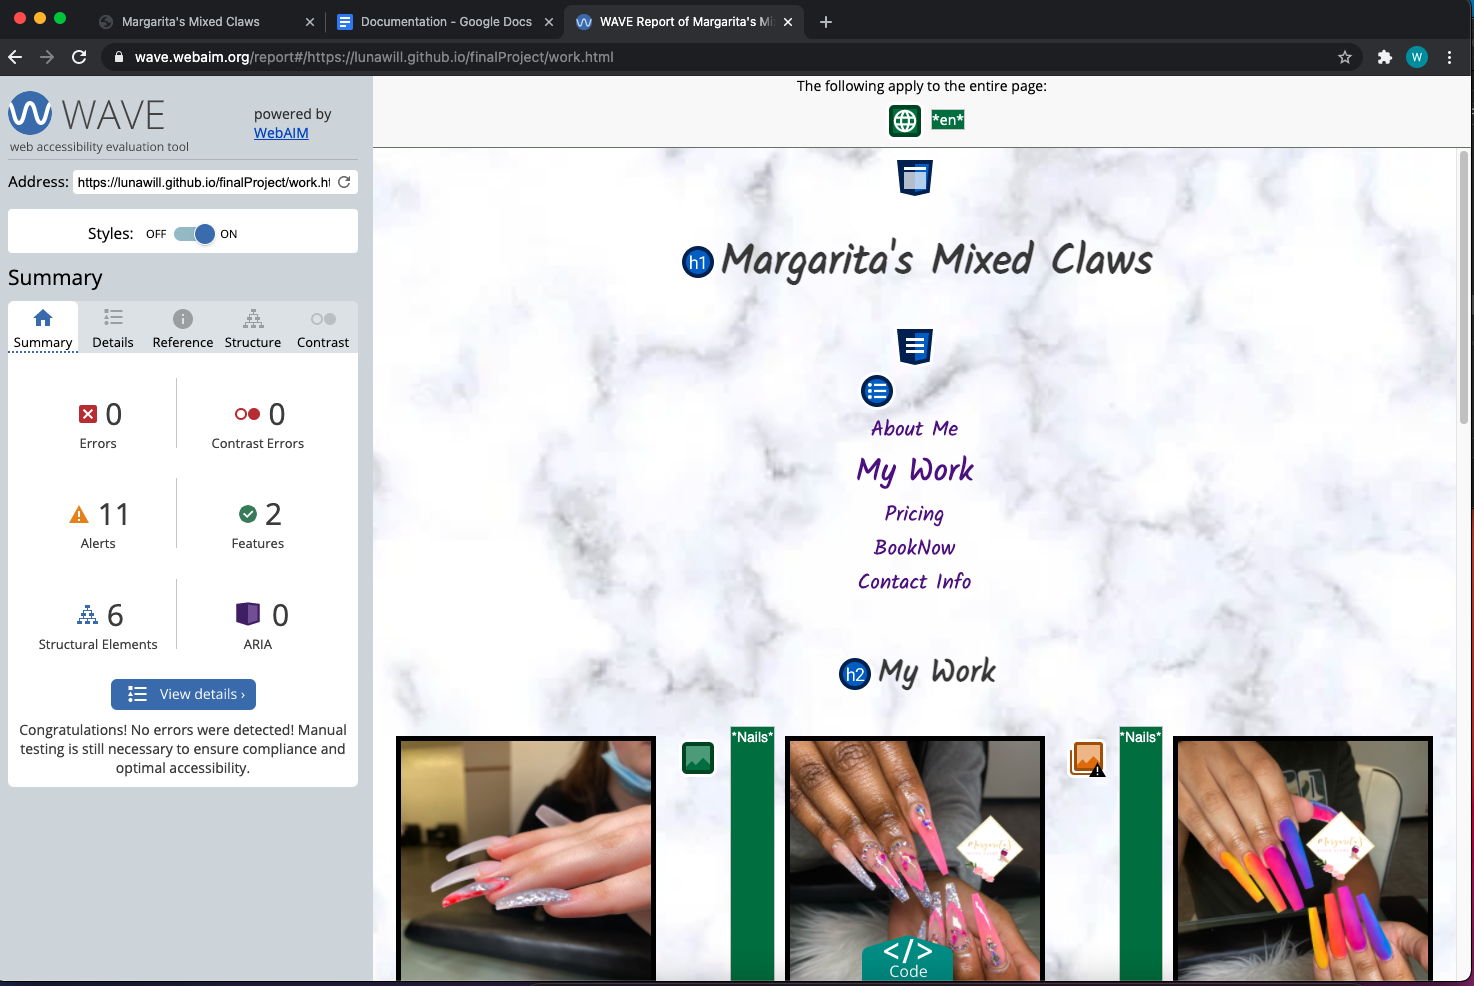 Margarita's Mixed Claws
Documentation - Google Docs
WAVE Report of Margarita's Mi
wave.webaim.org/report#/https://lunawill.github.io/finalProject/work.html
W
WAVE
web accessibility evaluation tool
powered by
WebAIM
Address: https://lunawill.github.io/finalProject/work.ht
Styles: OFF ON
Summary
Summary Details Reference Structure Contrast
0
Errors
0
Contrast Errors
11
Alerts
2
Features
6
Structural Elements
0
ARIA
View details ›
Congratulations! No errors were detected! Manual
testing is still necessary to ensure compliance and
optimal accessibility.
The following apply to the entire page:
*en*
h1 Margarita's Mixed Claws
About Me
My Work
Pricing
BookNow
Contact Info
h2 My Work
*Nails*
*Nails*
Margarita's
Margarita's
</>
Code